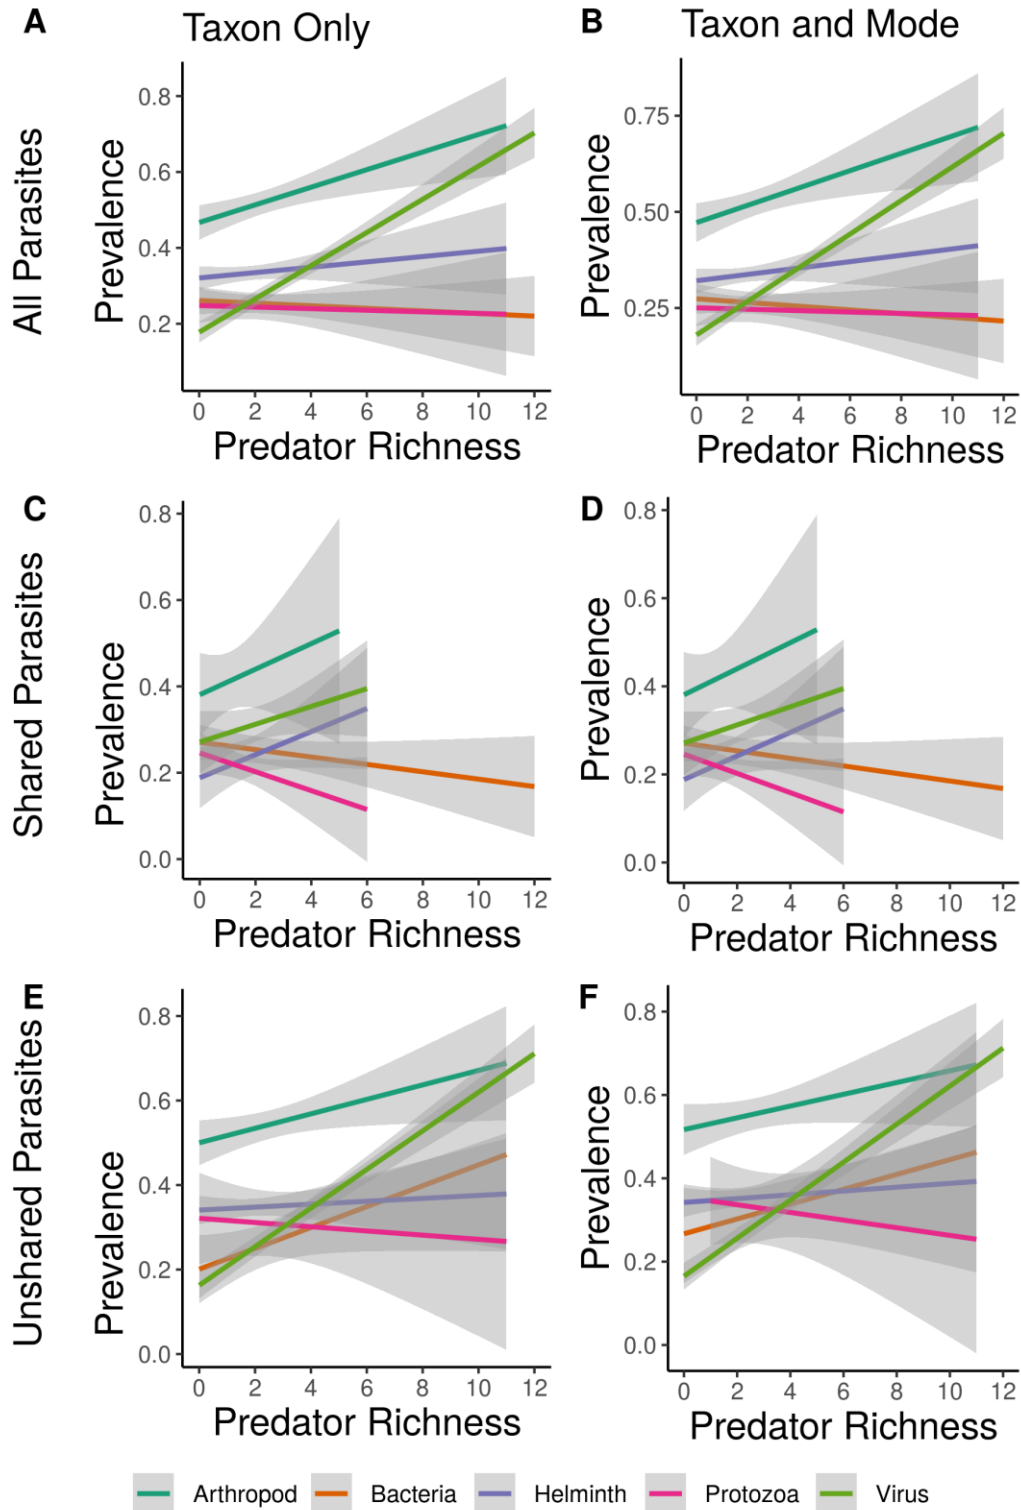 A Taxon Only
B Taxon and Mode
All Parasites
Prevalence
0.8
0.6
0.4
0.2
0 2 4 6 8 10 12
Predator Richness
Prevalence
0.75
0.50
0.25
0 2 4 6 8 10 12
Predator Richness
Shared Parasites
C
Prevalence
0.8
0.6
0.4
0.2
0.0
0 2 4 6 8 10 12
Predator Richness
D
Prevalence
0.8
0.6
0.4
0.2
0.0
0 2 4 6 8 10 12
Predator Richness
Unshared Parasites
E
Prevalence
0.8
0.6
0.4
0.2
0.0
0 2 4 6 8 10 12
Predator Richness
F
Prevalence
0.8
0.6
0.4
0.2
0.0
0 2 4 6 8 10 12
Predator Richness
Arthropod Bacteria Helminth Protozoa Virus